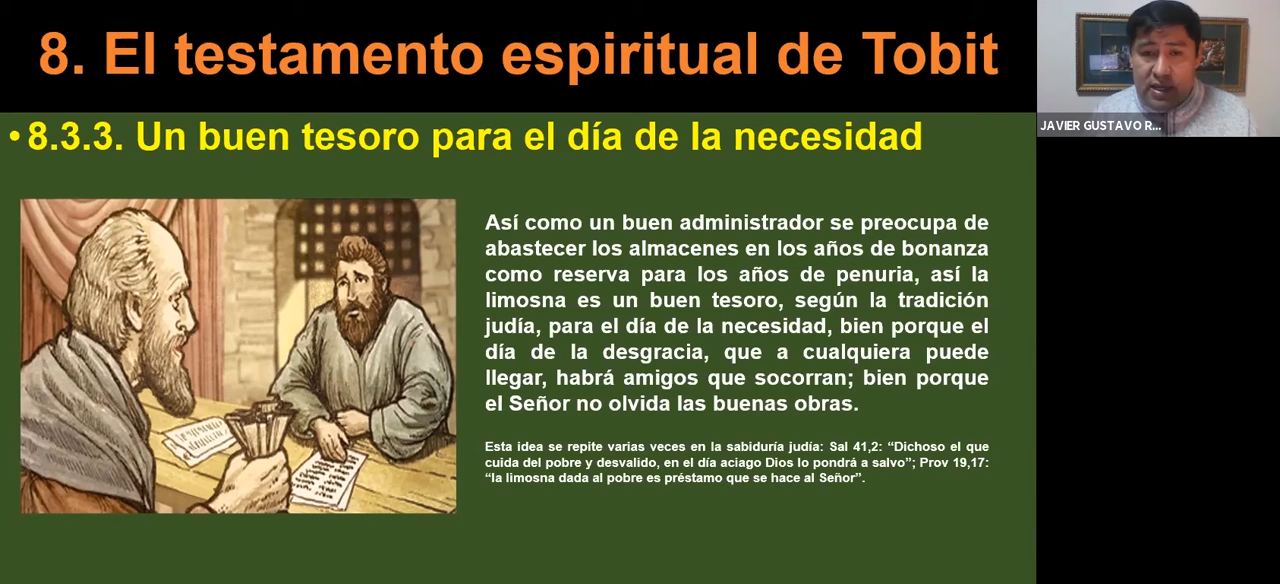 8. El testamento espiritual de Tobit
JAVIER GUSTAVO R...
• 8.3.3. Un buen tesoro para el día de la necesidad
Así como un buen administrador se preocupa de
abastecer los almacenes en los años de bonanza
como reserva para los años de penuria, así la
limosna es un buen tesoro, según la tradición
judía, para el día de la necesidad, bien porque el
día de la desgracia, que a cualquiera puede
llegar, habrá amigos que socorran; bien porque
el Señor no olvida las buenas obras.
Esta idea se repite varias veces en la sabiduría judía: Sal 41,2: “Dichoso el que
cuida del pobre y desvalido, en el día aciago Dios lo pondrá a salvo”; Prov 19,17:
“la limosna dada al pobre es préstamo que se hace al Señor”.